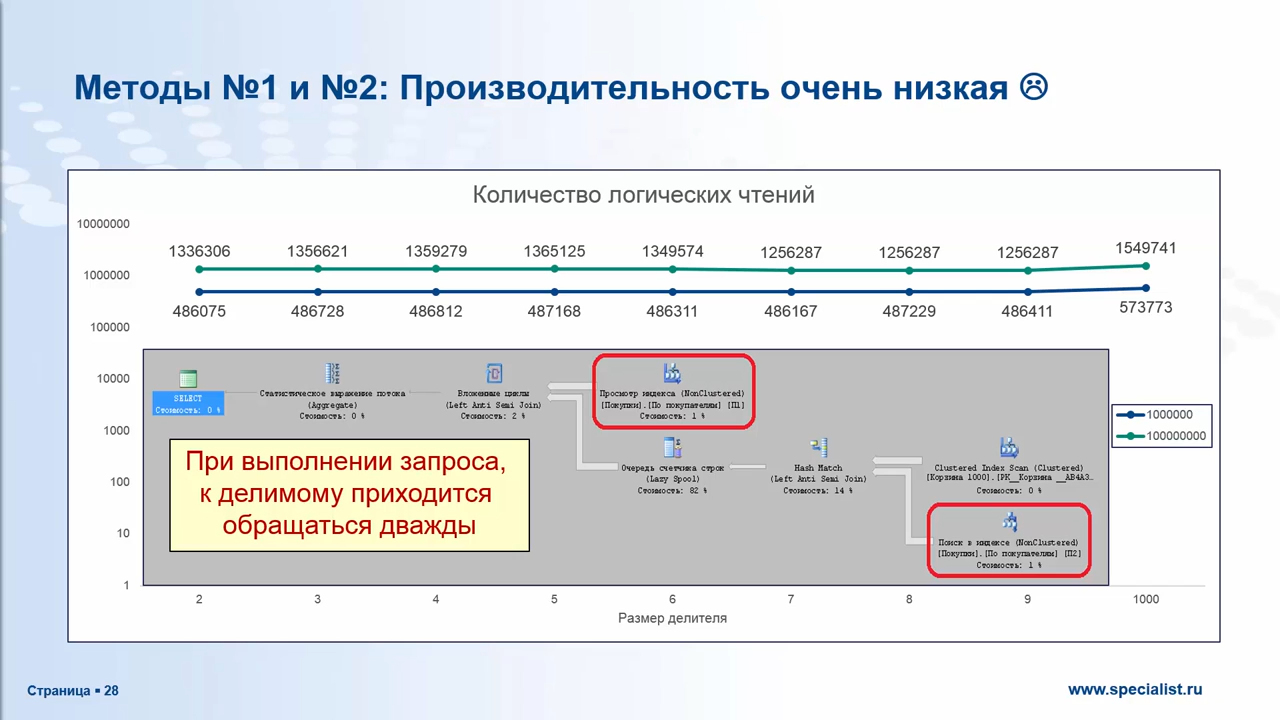 Методы №1 и №2: Производительность очень низкая ☹
Количество логических чтений
10000000
1000000
100000
10000
1000
100
10
1
1336306 1356621 1359279 1365125 1349574 1256287 1256287 1256287 1549741
486075 486728 486812 487168 486311 486167 487229 486411 573773
SELECT
Стоимость: 0 %
Статистическое выражение потока
(Aggregate)
Стоимость: 0 %
Вложенные циклы
(Left Anti Semi Join)
Стоимость: 2 %
Просмотр индекса (NonClustered)
[Покупки].[По покупателям] [П1]
Стоимость: 1 %
Очередь счетчика строк
(Lazy Spool)
Стоимость: 82 %
Hash Match
(Left Anti Semi Join)
Стоимость: 14 %
Clustered Index Scan (Clustered)
[Корзина 1000].[PK__Корзина __AB4A3…
Стоимость: 0 %
Поиск в индексе (NonClustered)
[Покупки].[По покупателям] [П2]
Стоимость: 1 %
При выполнении запроса,
к делимому приходится
обращаться дважды
1000000
100000000
2 3 4 5 6 7 8 9 1000
Размер делителя
Страница ▪ 28
www.specialist.ru